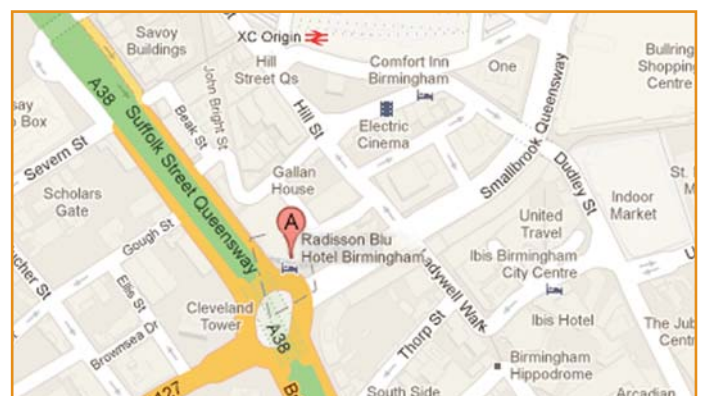 Savoy
Buildings
XC Origin
Hill
Street Qs
Comfort Inn
Birmingham
One
Bullring
Shopping
Centre
A38
John Bright St
Hill St
Beak St
Electric
Cinema
Box
Severn St
Suffolk Street Queensway
Smallbrook Queensway
Dudley St
Scholars
Gate
Gallan
House
Indoor
Market
St.
A
Radisson Blu
Hotel Birmingham
United
Travel
Gough St
Ibis Birmingham
City Centre
Ladywell Walk
Ellis St
Cleveland
Tower
A38
Ibis Hotel
Thorp St
Brownsea Dr
Birmingham
Hippodrome
South Side
Arcadian